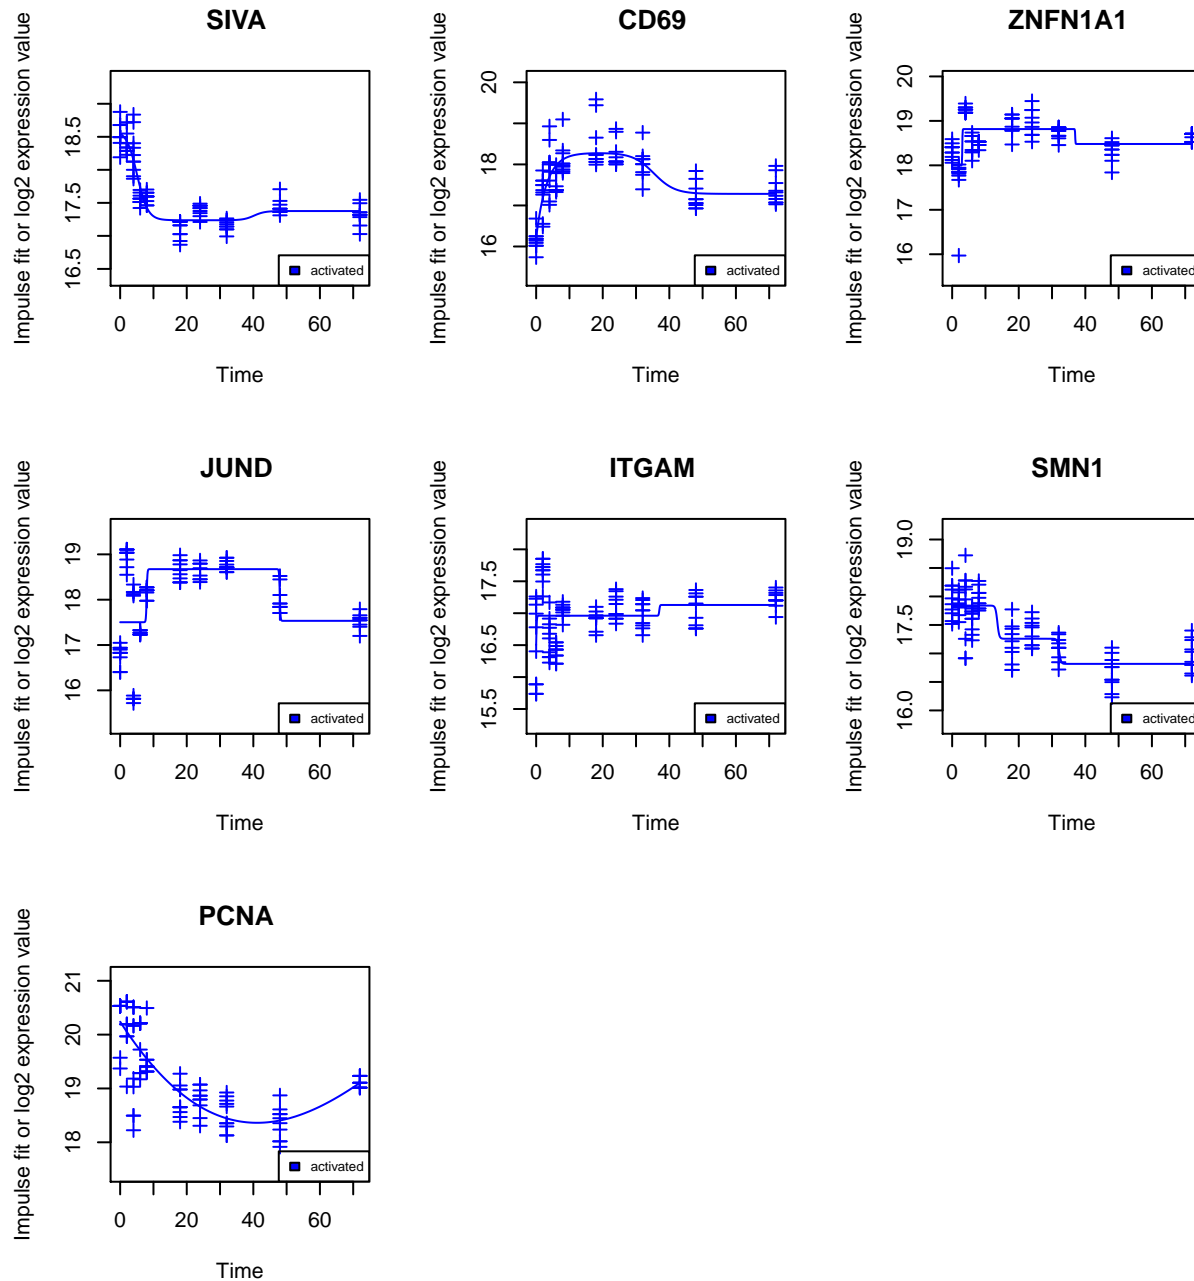 SIVA
Impulse fit or log2 expression value
18.5
17.5
16.5
0 20 40 60
Time
activated
CD69
Impulse fit or log2 expression value
20
18
16
0 20 40 60
Time
activated
ZNFN1A1
Impulse fit or log2 expression value
20
19
18
17
16
0 20 40 60
Time
activated
JUND
Impulse fit or log2 expression value
19
18
17
16
0 20 40 60
Time
activated
ITGAM
Impulse fit or log2 expression value
17.5
16.5
15.5
0 20 40 60
Time
activated
SMN1
Impulse fit or log2 expression value
19.0
17.5
16.0
0 20 40 60
Time
activated
PCNA
Impulse fit or log2 expression value
21
20
19
18
0 20 40 60
Time
activated